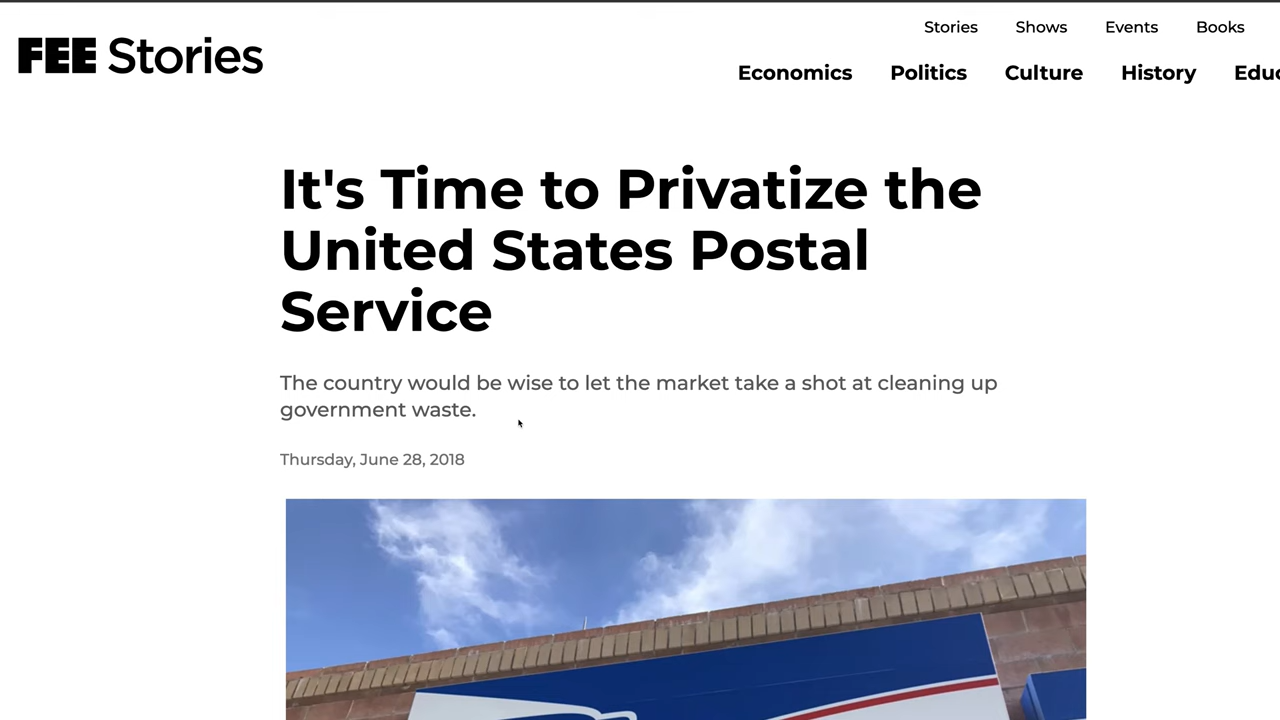 FEE Stories
Stories Shows Events Books
Economics Politics Culture History Educ
It's Time to Privatize the
United States Postal
Service
The country would be wise to let the market take a shot at cleaning up
government waste.
Thursday, June 28, 2018